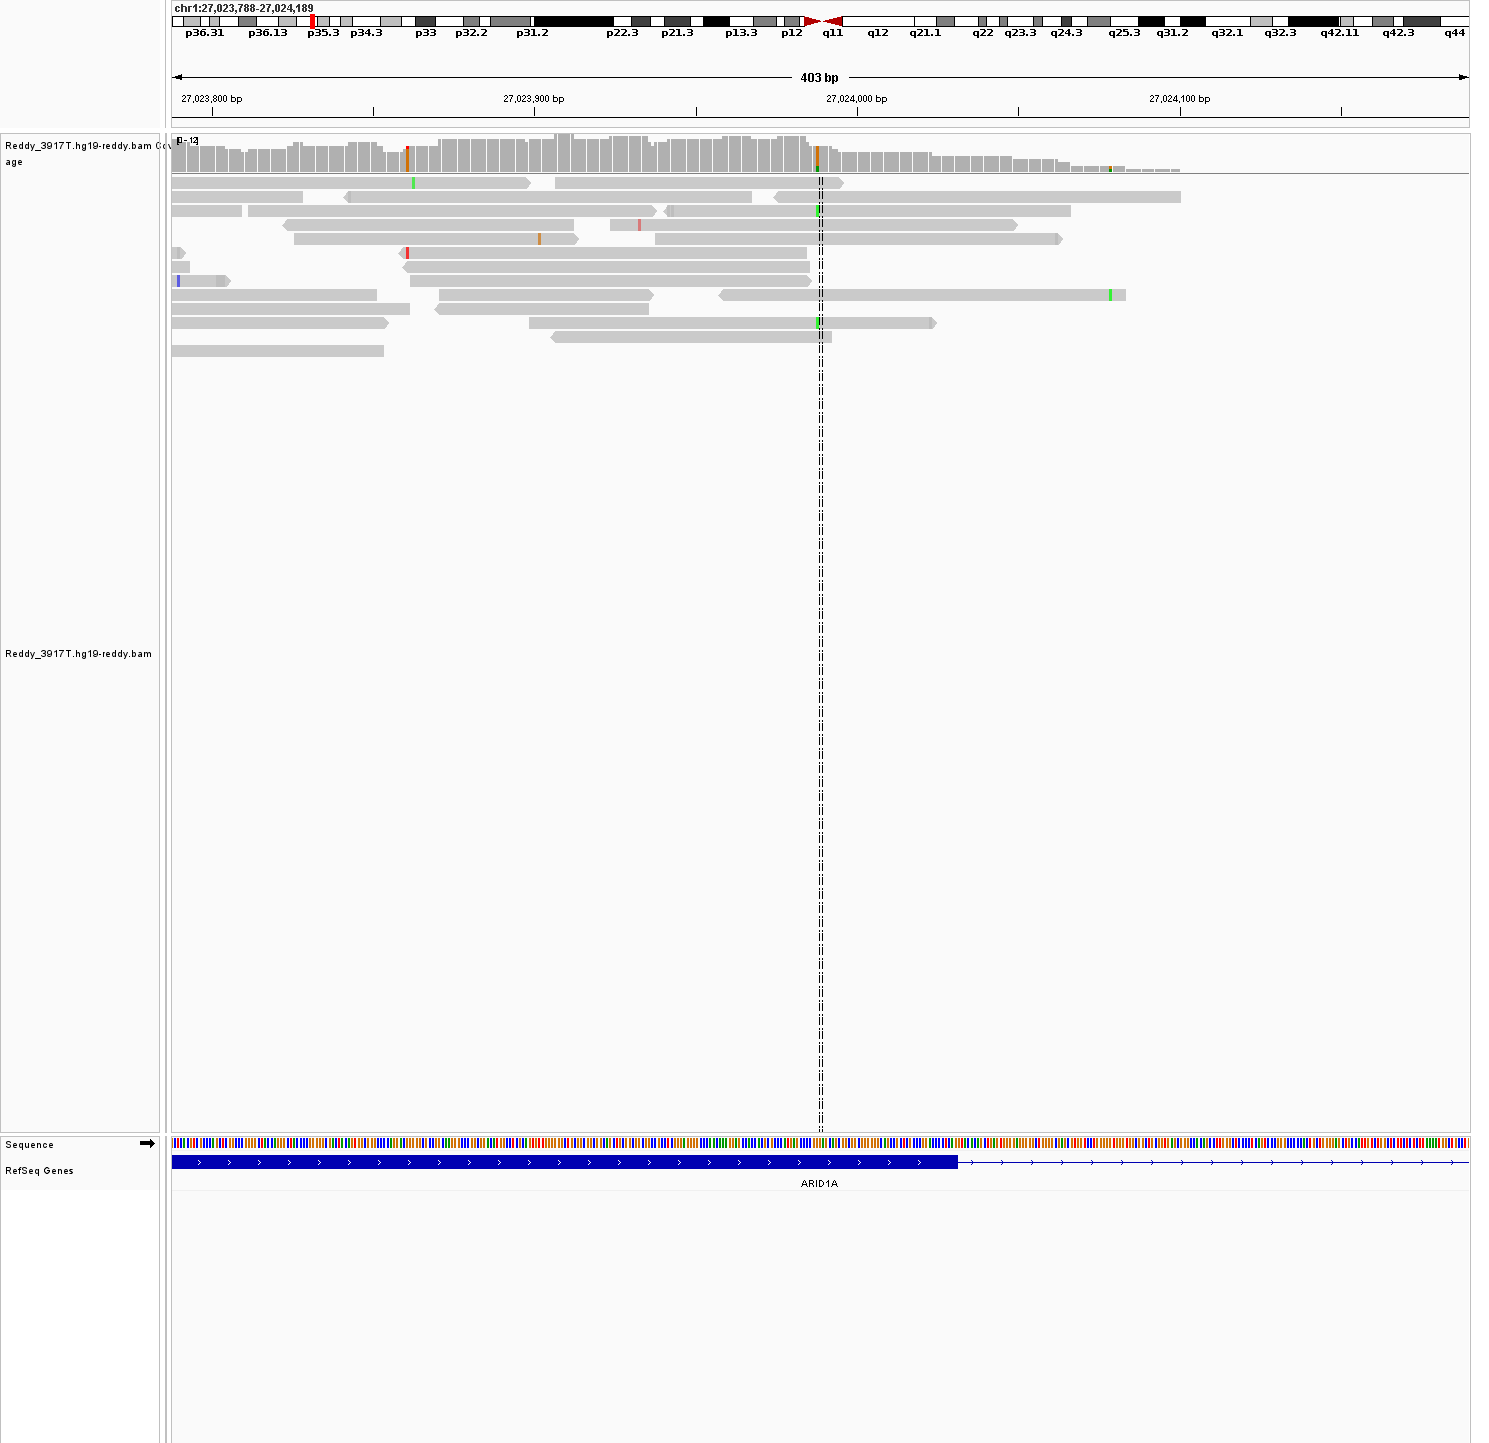 chr1:27,023,788-27,024,189
p36.31 p36.13 p35.3 p34.3 p33 p32.2 p31.2 p22.3 p21.3 p13.3 p12 q11 q12 q21.1 q22 q23.3 q24.3 q25.3 q31.2 q32.1 q32.3 q42.11 q42.3 q44
403 bp
27,023,800 bp 27,023,900 bp 27,024,000 bp 27,024,100 bp
Reddy_3917T.hg19-reddy.bam Cov
age
[0 - 12]
Reddy_3917T.hg19-reddy.bam
Sequence
RefSeq Genes
ARID1A